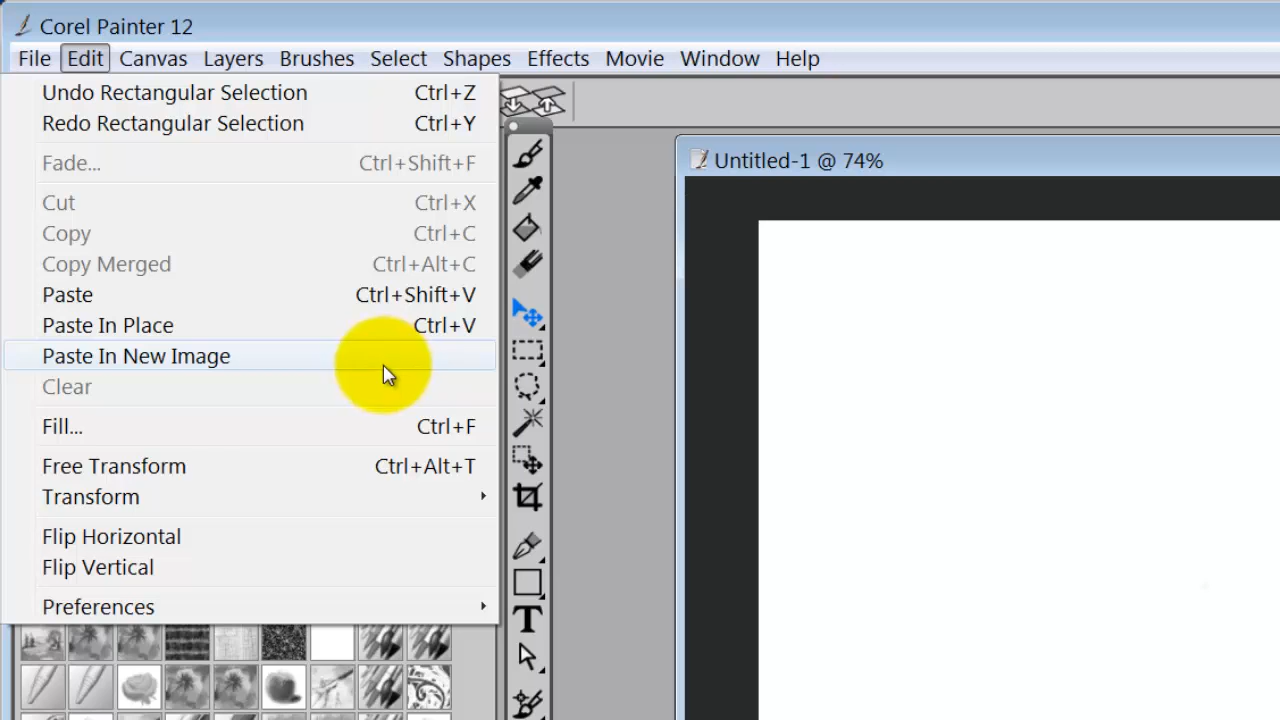 Corel Painter 12
File Edit Canvas Layers Brushes Select Shapes Effects Movie Window Help
Undo Rectangular Selection Ctrl+Z
Redo Rectangular Selection Ctrl+Y
Fade... Ctrl+Shift+F
Cut Ctrl+X
Copy Ctrl+C
Copy Merged Ctrl+Alt+C
Paste Ctrl+Shift+V
Paste In Place Ctrl+V
Paste In New Image
Clear
Fill... Ctrl+F
Free Transform Ctrl+Alt+T
Transform
Flip Horizontal
Flip Vertical
Preferences
Untitled-1 @ 74%
T